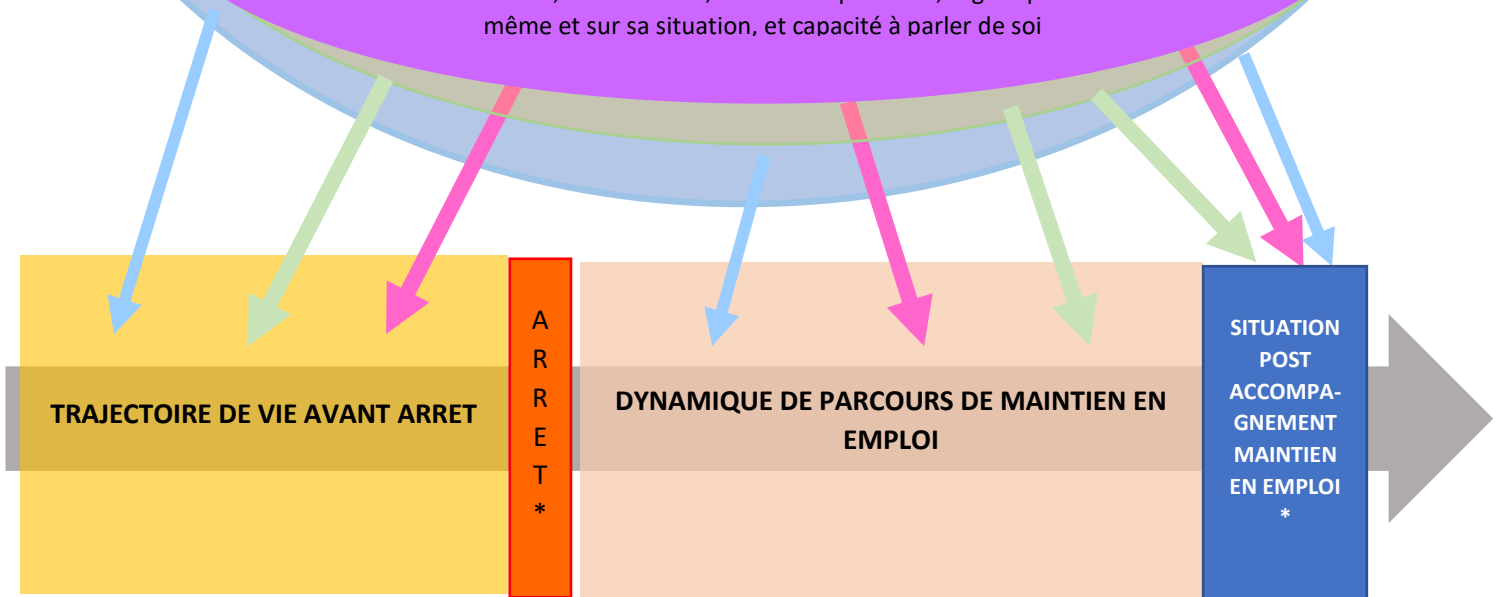 même et sur sa situation, et capacité à parler de soi
TRAJECTOIRE DE VIE AVANT ARRET
A
R
R
E
T
*
DYNAMIQUE DE PARCOURS DE MAINTIEN EN
EMPLOI
SITUATION
POST
ACCOMPA-
GNEMENT
MAINTIEN
EN EMPLOI
*